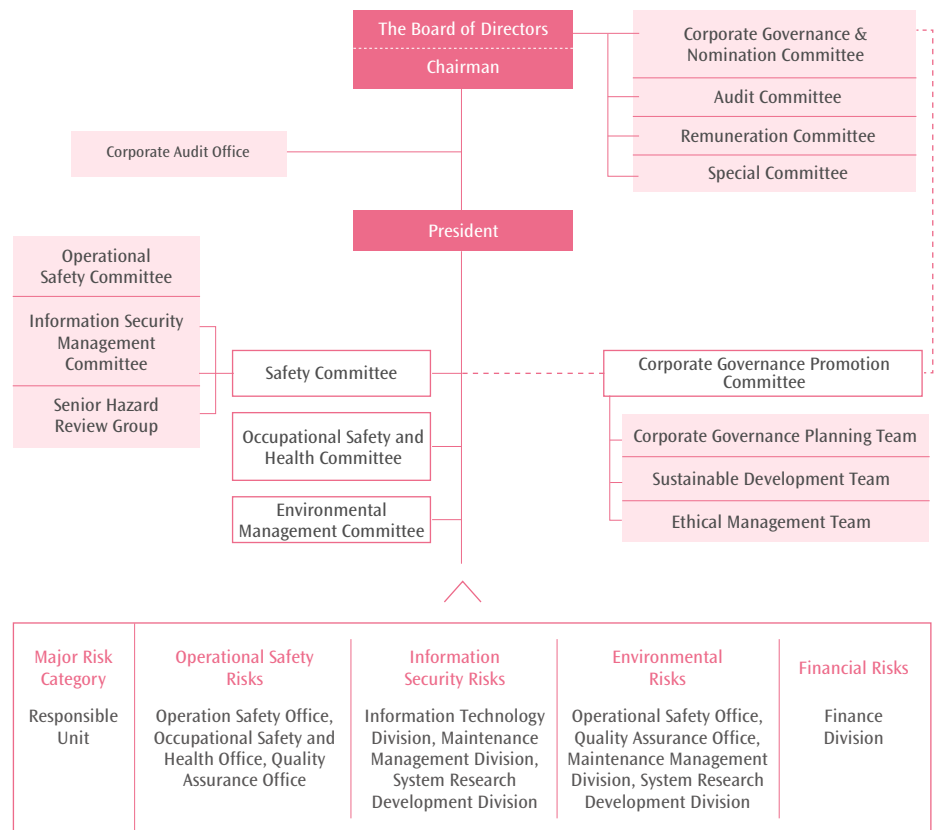 The Board of Directors
Chairman
Corporate Governance &
Nomination Committee
Audit Committee
Remuneration Committee
Special Committee
Corporate Audit Office
President
Operational
Safety Committee
Information Security
Management
Committee
Senior Hazard
Review Group
Safety Committee
Occupational Safety and
Health Committee
Environmental
Management Committee
Corporate Governance Promotion
Committee
Corporate Governance Planning Team
Sustainable Development Team
Ethical Management Team
Major Risk
Category
Responsible
Unit
Operational Safety
Risks
Operation Safety Office,
Occupational Safety and
Health Office, Quality
Assurance Office
Information
Security Risks
Information Technology
Division, Maintenance
Management Division,
System Research
Development Division
Environmental
Risks
Operational Safety Office,
Quality Assurance Office,
Maintenance Management
Division, System Research
Development Division
Financial Risks
Finance
Division